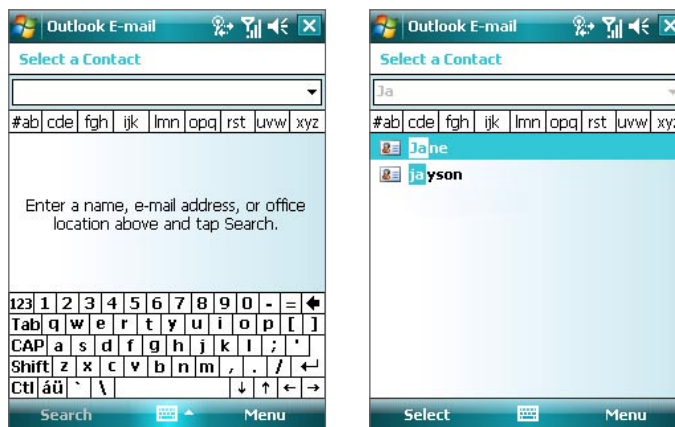 Outlook E-mail
Select a Contact
#ab cde fgh ijk lmn opq rst uvw xyz
Enter a name, e-mail address, or office
location above and tap Search.
123 1 2 3 4 5 6 7 8 9 0 - =
Tab q w e r t y u i o p [ ]
CAP a s d f g h j k l ; '
Shift z x c v b n m , . /
Ctl áü ` \ ↓ ↑ ← →
Search Menu
Outlook E-mail
Select a Contact
Ja
#ab cde fgh ijk lmn opq rst uvw xyz
Jane
jayson
Select Menu